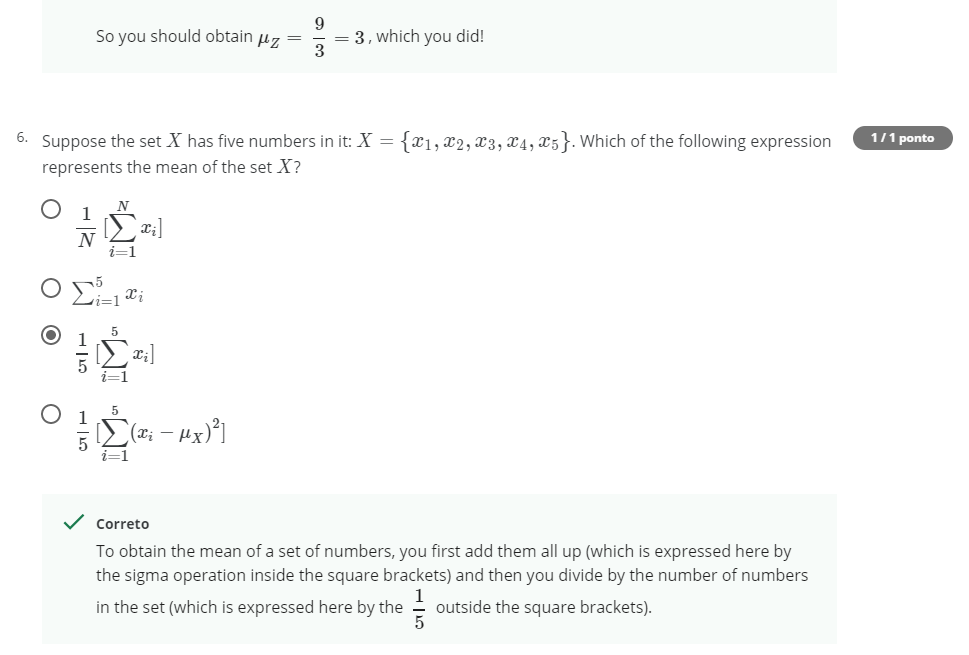 So you should obtain μ_Z = 9/3 = 3, which you did!
6. Suppose the set X has five numbers in it: X = {x₁, x₂, x₃, x₄, x₅}. Which of the following expression
1 / 1 ponto
represents the mean of the set X?
1/N [∑_{i=1}^{N} x_i]
∑_{i=1}^{5} x_i
1/5 [∑_{i=1}^{5} x_i]
1/5 [∑_{i=1}^{5} (x_i − μ_X)²]
Correto
To obtain the mean of a set of numbers, you first add them all up (which is expressed here by
the sigma operation inside the square brackets) and then you divide by the number of numbers
in the set (which is expressed here by the 1/5 outside the square brackets).